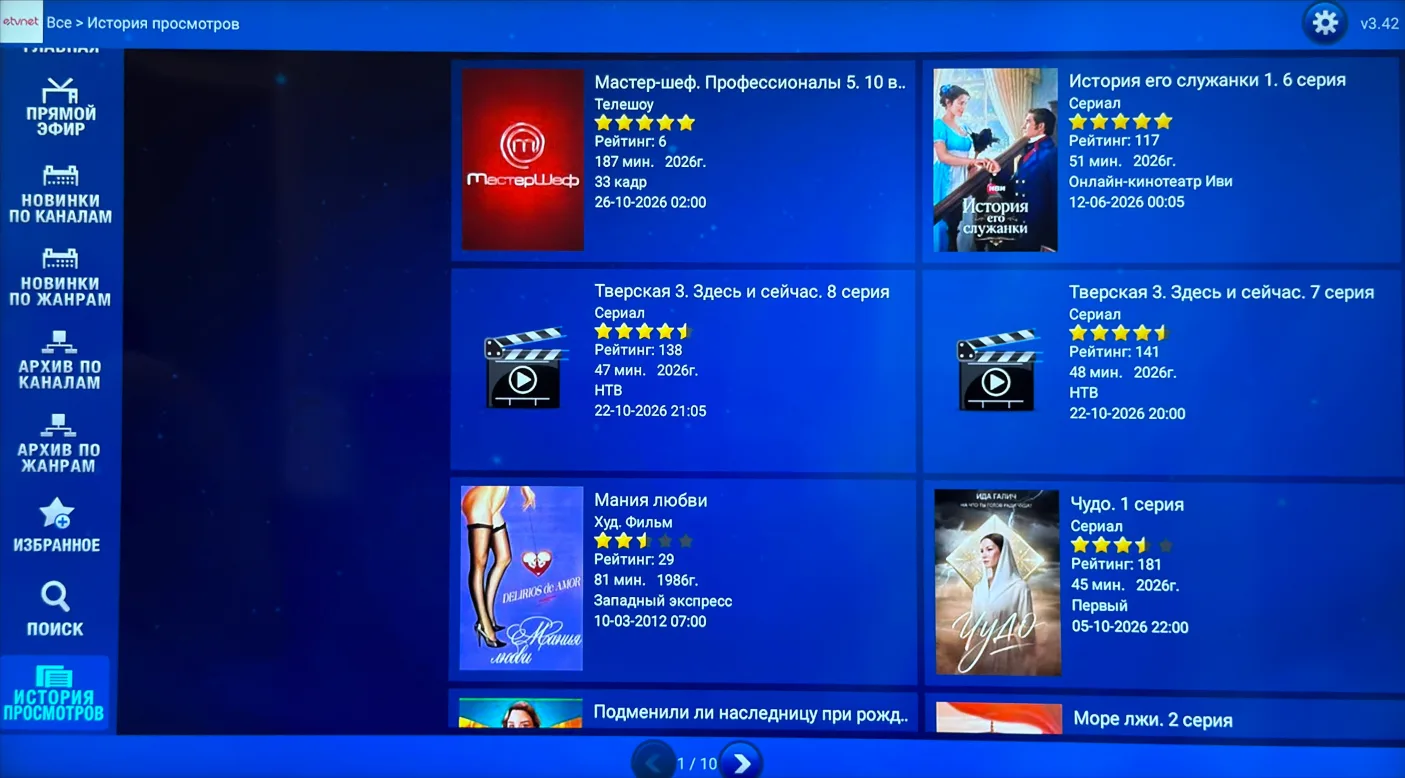 etvnet
Все > История просмотров
v3.42
ГЛАВНАЯ
ПРЯМОЙ
ЭФИР
НОВИНКИ
ПО КАНАЛАМ
НОВИНКИ
ПО ЖАНРАМ
АРХИВ ПО
КАНАЛАМ
АРХИВ ПО
ЖАНРАМ
ИЗБРАННОЕ
ПОИСК
ИСТОРИЯ
ПРОСМОТРОВ
МастерШеф
Мастер-шеф. Профессионалы 5. 10 в..
Телешоу
Рейтинг: 6
187 мин. 2026г.
33 кадр
26-10-2026 02:00
иви
История
его
служанки
История его служанки 1. 6 серия
Сериал
Рейтинг: 117
51 мин. 2026г.
Онлайн-кинотеатр Иви
12-06-2026 00:05
Тверская 3. Здесь и сейчас. 8 серия
Сериал
Рейтинг: 138
47 мин. 2026г.
НТВ
22-10-2026 21:05
Тверская 3. Здесь и сейчас. 7 серия
Сериал
Рейтинг: 141
48 мин. 2026г.
НТВ
22-10-2026 20:00
DELIRIOS de AMOR
Мания
любви
Мания любви
Худ. Фильм
Рейтинг: 29
81 мин. 1986г.
Западный экспресс
10-03-2012 07:00
ИДА ГАЛИЧ
НА ЧТО ТЫ ГОТОВ РАДИ ЧУДА?
ЧУДО
Чудо. 1 серия
Сериал
Рейтинг: 181
45 мин. 2026г.
Первый
05-10-2026 22:00
Подменили ли наследницу при рожд..
Море лжи. 2 серия
1 / 10